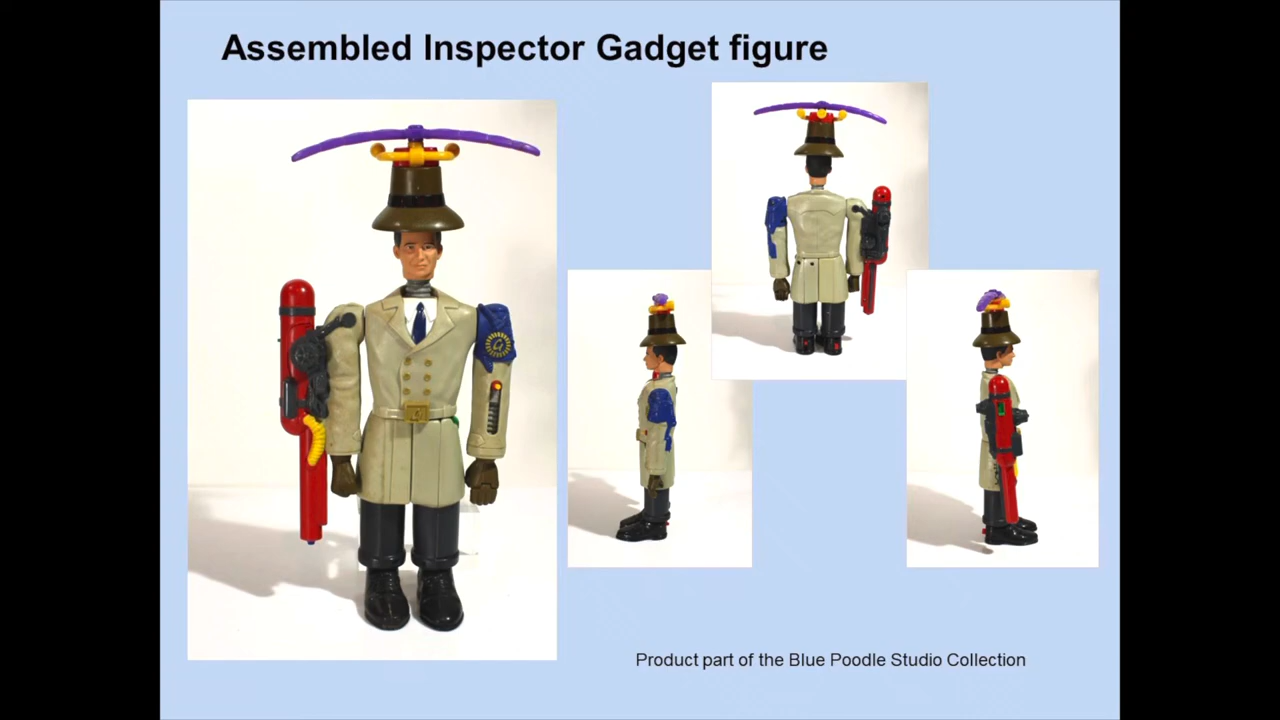 Assembled Inspector Gadget figure
Product part of the Blue Poodle Studio Collection